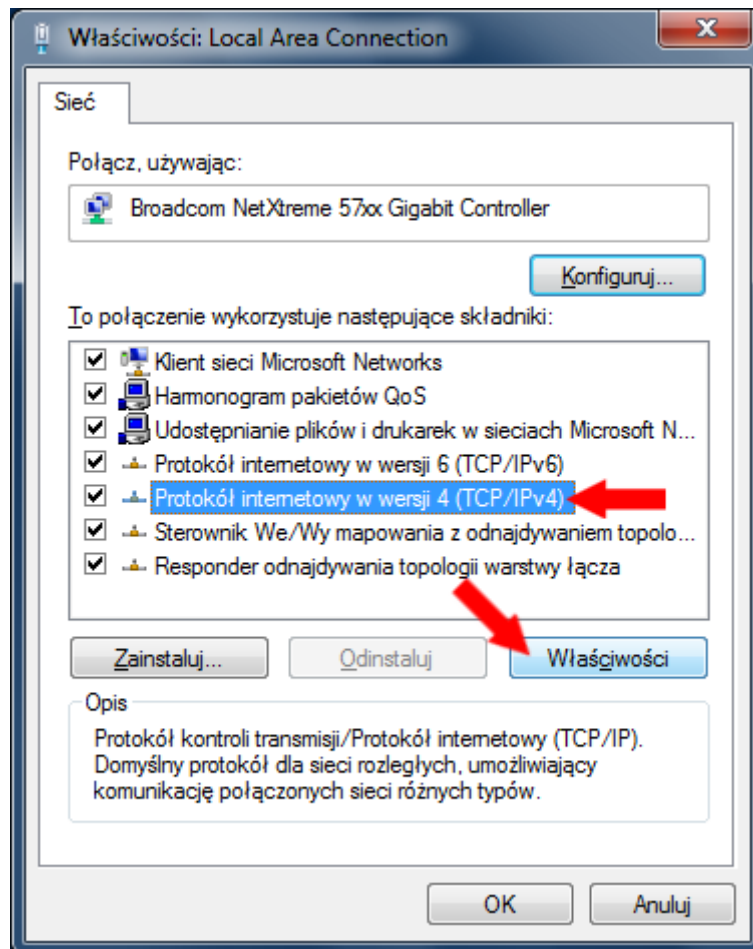 Właściwości: Local Area Connection
Sieć
Połącz, używając:
Broadcom NetXtreme 57xx Gigabit Controller
Konfiguruj...
To połączenie wykorzystuje następujące składniki:
Klient sieci Microsoft Networks
Harmonogram pakietów QoS
Udostępnianie plików i drukarek w sieciach Microsoft N...
Protokół internetowy w wersji 6 (TCP/IPv6)
Protokół internetowy w wersji 4 (TCP/IPv4)
Sterownik We/Wy mapowania z odnajdywaniem topolo...
Responder odnajdywania topologii warstwy łącza
Zainstaluj... Odinstaluj Właściwości
Opis
Protokół kontroli transmisji/Protokół internetowy (TCP/IP).
Domyślny protokół dla sieci rozległych, umożliwiający
komunikację połączonych sieci różnych typów.
OK Anuluj